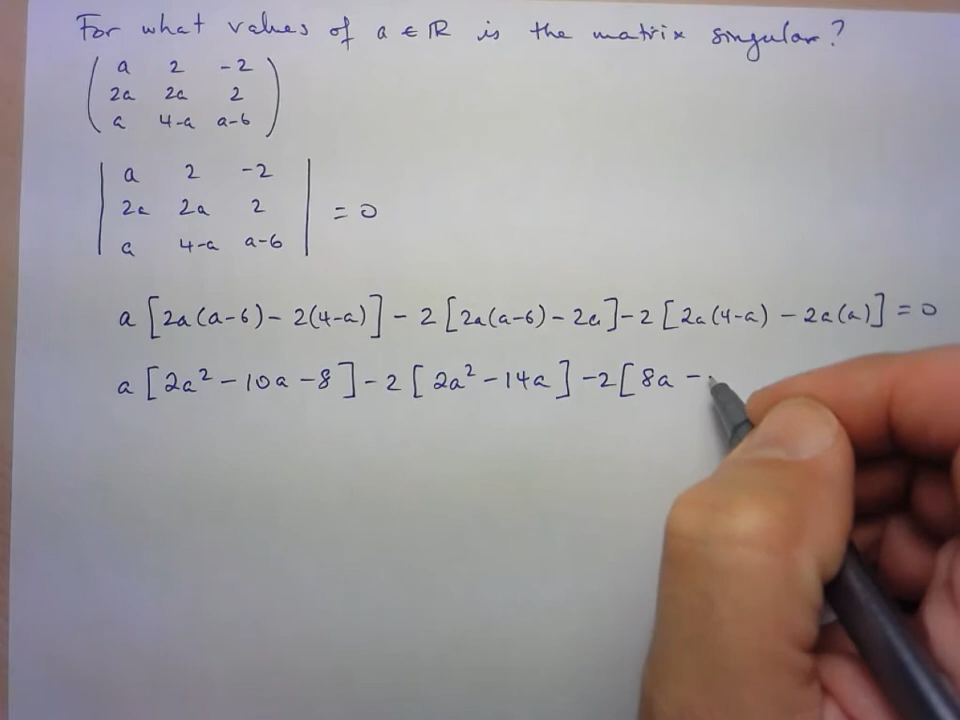 For what values of a ∈ ℝ is the matrix singular?
( a 2 -2
2a 2a 2
a 4-a a-6 )
| a 2 -2 |
| 2a 2a 2 | = 0
| a 4-a a-6 |
a [2a(a-6) - 2(4-a)] - 2 [2a(a-6) - 2a] - 2 [2a(4-a) - 2a(a)] = 0
a [2a² - 10a - 8] - 2 [2a² - 14a] - 2 [8a -